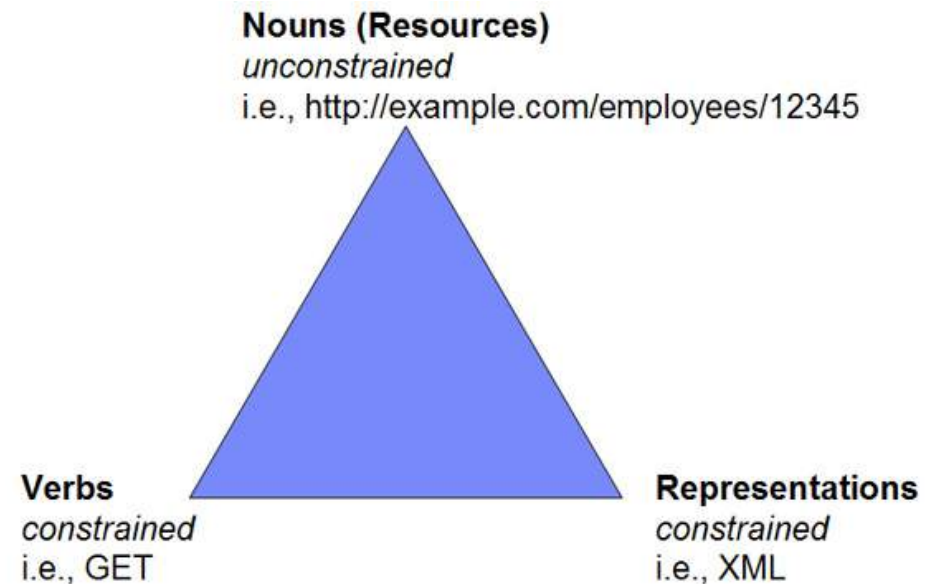 Nouns (Resources)
unconstrained
i.e., http://example.com/employees/12345
Verbs
constrained
i.e., GET
Representations
constrained
i.e., XML